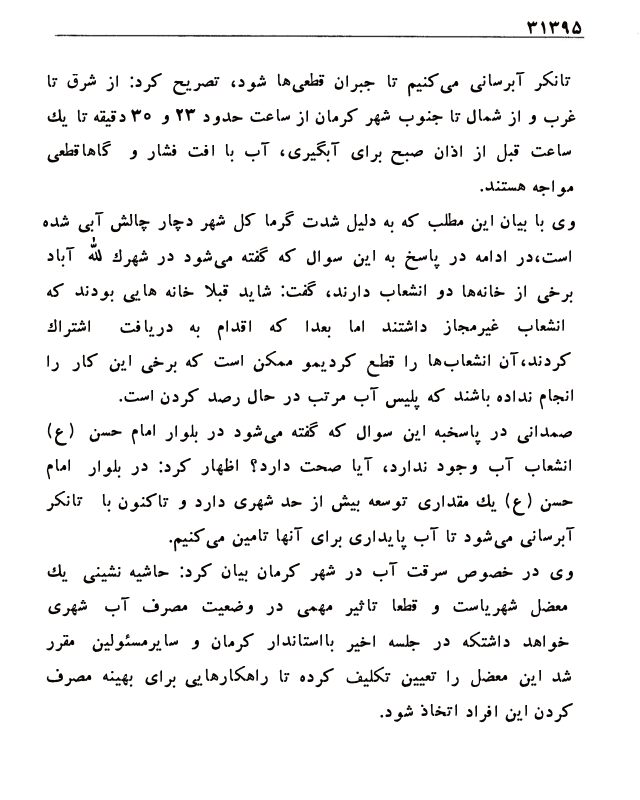 ۳۱۳۹۵
تانکر آبرسانی می‌کنیم تا جبران قطعی‌ها شود، تصریح کرد: از شرق تا
غرب و از شمال تا جنوب شهر کرمان از ساعت حدود ۲۳ و ۳۰ دقیقه تا یك
ساعت قبل از اذان صبح برای آبگیری، آب با افت فشار و گاهاقطعی
مواجه هستند.
وی با بیان این مطلب که به دلیل شدت گرما کل شهر دچار چالش آبی شده
است،در ادامه در پاسخ به این سوال که گفته می‌شود در شهرك لله آباد
برخی از خانه‌ها دو انشعاب دارند، گفت: شاید قبلا خانه هایی بودند که
انشعاب غیرمجاز داشتند اما بعدا که اقدام به دریافت اشتراك
کردند،آن انشعاب‌ها را قطع کردیمو ممکن است که برخی این کار را
انجام نداده باشند که پلیس آب مرتب در حال رصد کردن است.
صمدانی در پاسخبه این سوال که گفته می‌شود در بلوار امام حسن (ع)
انشعاب آب وجود ندارد، آیا صحت دارد؟ اظهار کرد: در بلوار امام
حسن (ع) یك مقداری توسعه بیش از حد شهری دارد و تاکنون با تانکر
آبرسانی می‌شود تا آب پایداری برای آنها تامین می‌کنیم.
وی در خصوص سرقت آب در شهر کرمان بیان کرد: حاشیه نشینی یك
معضل شهریاست و قطعا تاثیر مهمی در وضعیت مصرف آب شهری
خواهد داشتکه در جلسه اخیر بااستاندار کرمان و سایرمسئولین مقرر
شد این معضل را تعیین تکلیف کرده تا راهکارهایی برای بهینه مصرف
کردن این افراد اتخاذ شود.